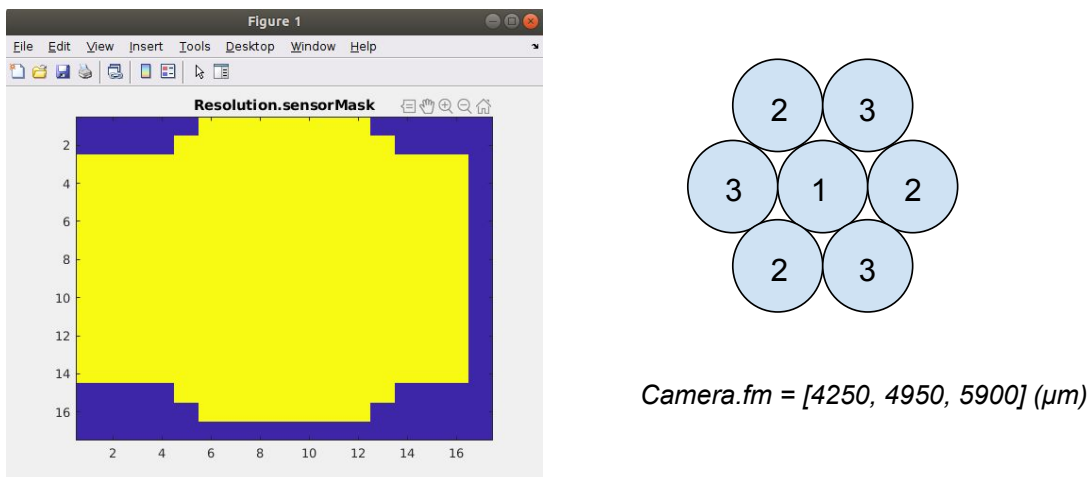 Figure 1
File Edit View Insert Tools Desktop Window Help
Resolution.sensorMask
2
4
6
8
10
12
14
16
2 4 6 8 10 12 14 16
2 3
3 1 2
2 3
Camera.fm = [4250, 4950, 5900] (μm)